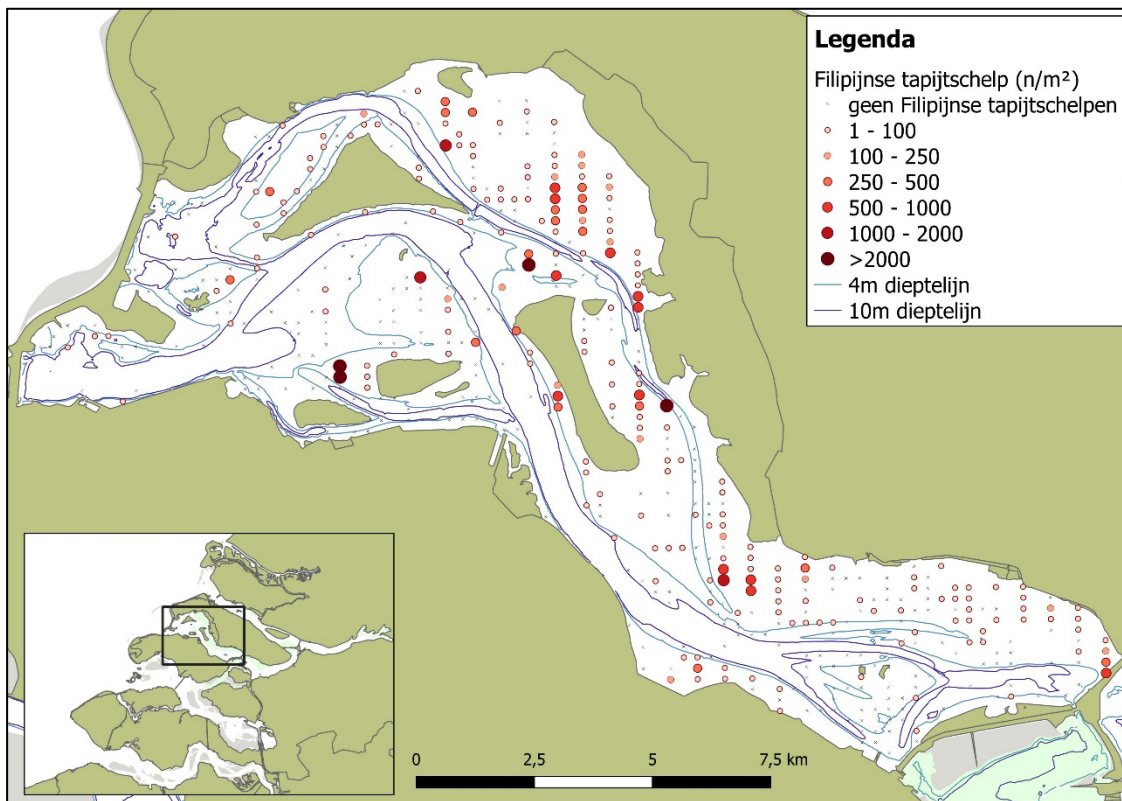 Legenda
Filipijnse tapijtschelp (n/m²)
geen Filipijnse tapijtschelpen
1 - 100
100 - 250
250 - 500
500 - 1000
1000 - 2000
>2000
4m dieptelijn
10m dieptelijn
0 2,5 5 7,5 km